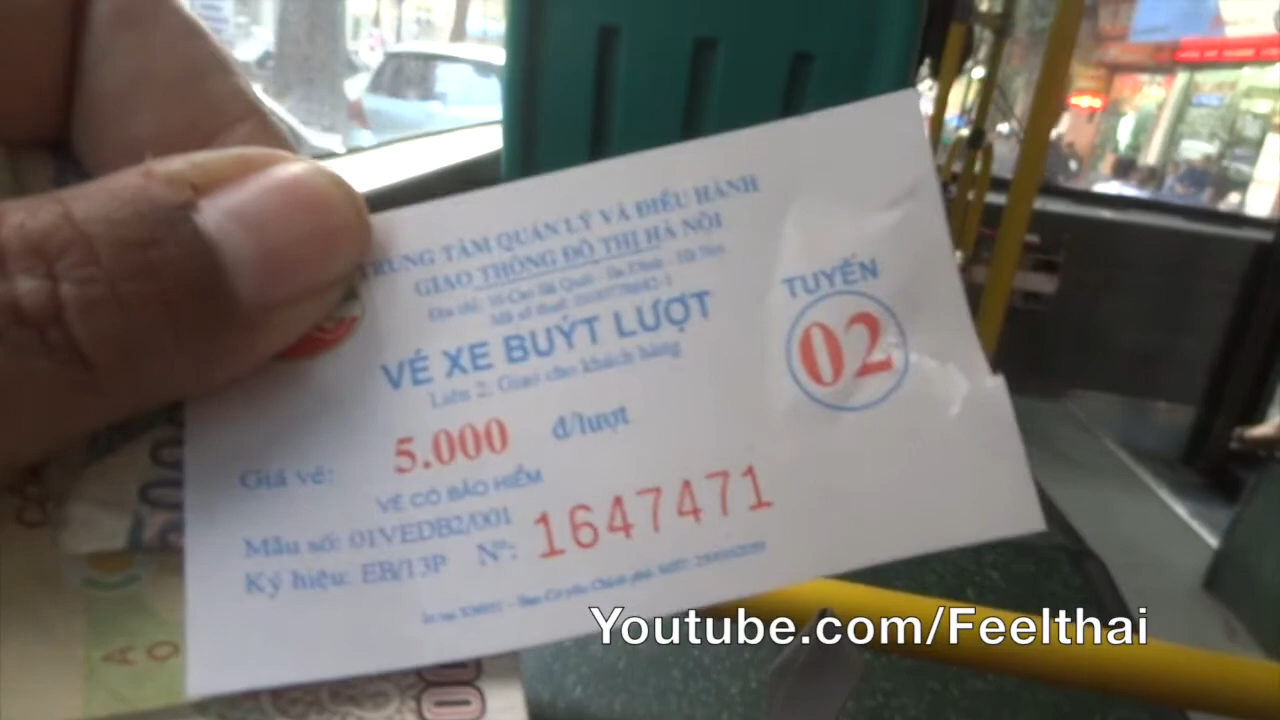 TRUNG TÂM QUẢN LÝ VÀ ĐIỀU HÀNH
GIAO THÔNG ĐÔ THỊ HÀ NỘI
VÉ XE BUÝT LƯỢT
Liên 2: Giao cho khách hàng
TUYẾN
02
Giá vé: 5.000 đ/lượt
VÉ CÓ BẢO HIỂM
Mẫu số: 01VEDB2/001
Ký hiệu: EB/13P Nº: 1647471
Youtube.com/Feelthai